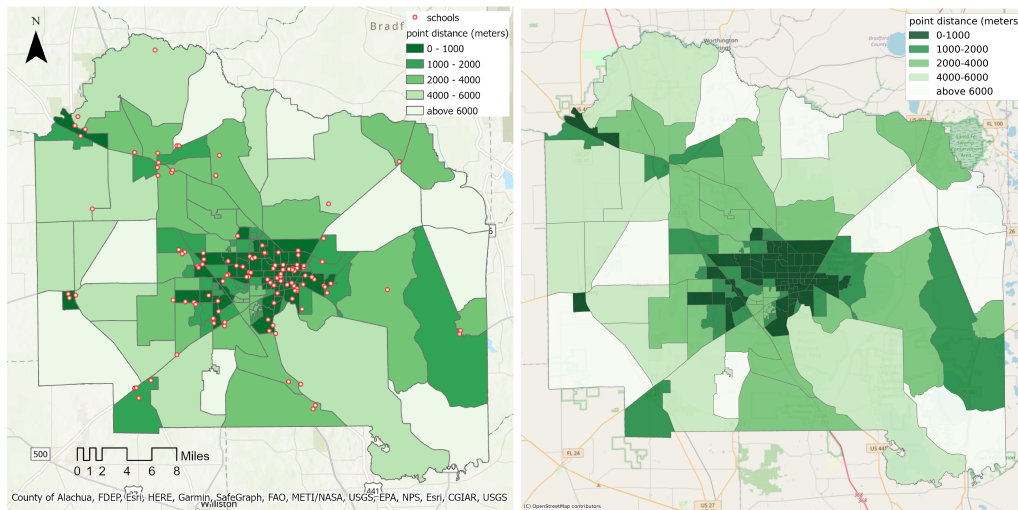 N
Bradf
schools
point distance (meters)
0 - 1000
1000 - 2000
2000 - 4000
4000 - 6000
above 6000
500
0 1 2 4 6 8 Miles
441
Williston
County of Alachua, FDEP, Esri, HERE, Garmin, SafeGraph, FAO, METI/NASA, USGS, EPA, NPS, Esri, CGIAR, USGS
point distance (meters
0-1000
1000-2000
2000-4000
4000-6000
above 6000
Worthington
Bradford
County
FL 100
FL 24
US 27
(C) OpenStreetMap contributors